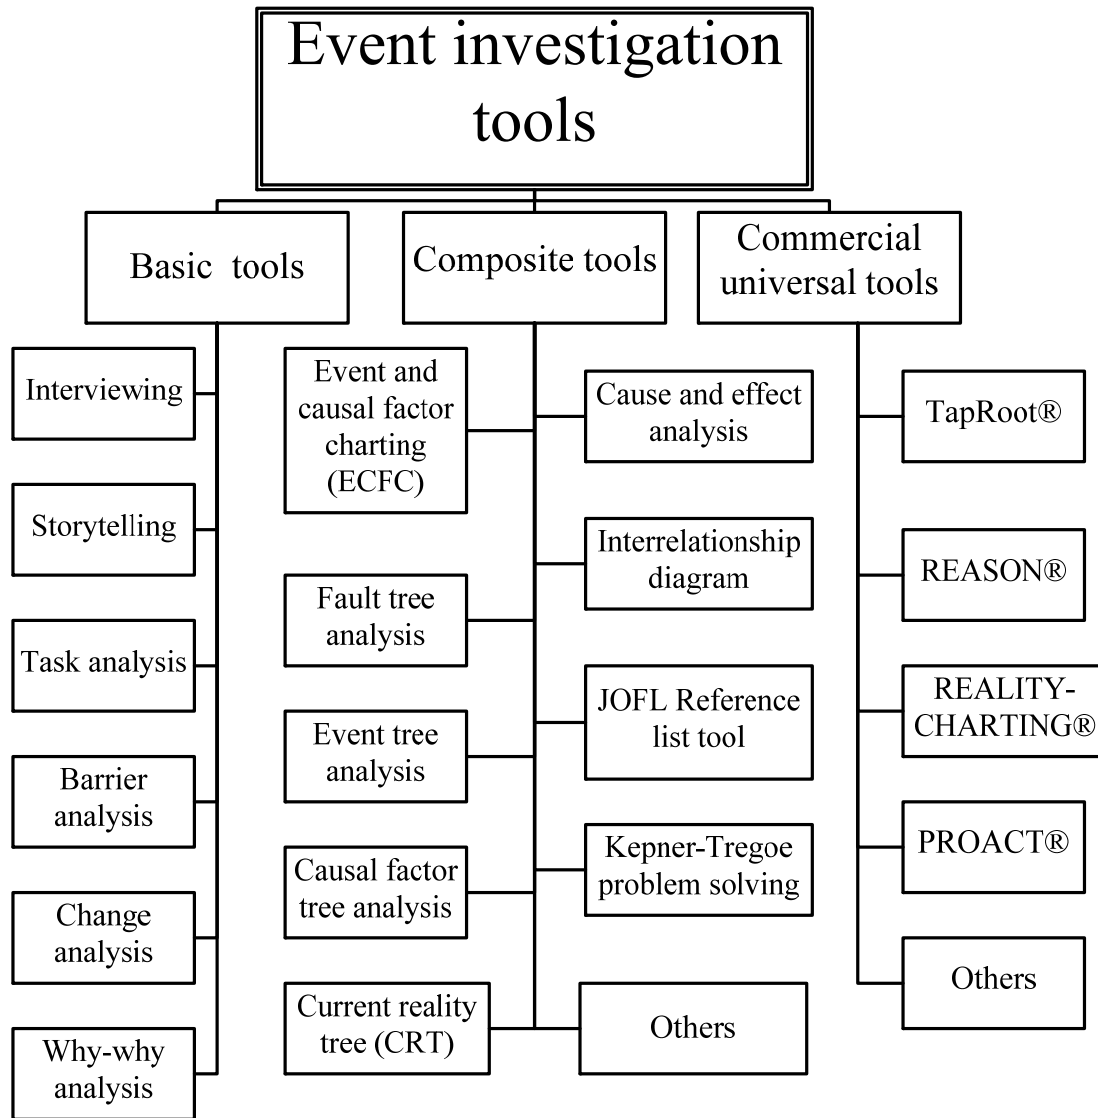 Event investigation
tools
Basic tools
Composite tools
Commercial
universal tools
Interviewing
Storytelling
Task analysis
Barrier
analysis
Change
analysis
Why-why
analysis
Event and
causal factor
charting
(ECFC)
Fault tree
analysis
Event tree
analysis
Causal factor
tree analysis
Current reality
tree (CRT)
Cause and effect
analysis
Interrelationship
diagram
JOFL Reference
list tool
Kepner-Tregoe
problem solving
Others
TapRoot®
REASON®
REALITY-
CHARTING®
PROACT®
Others